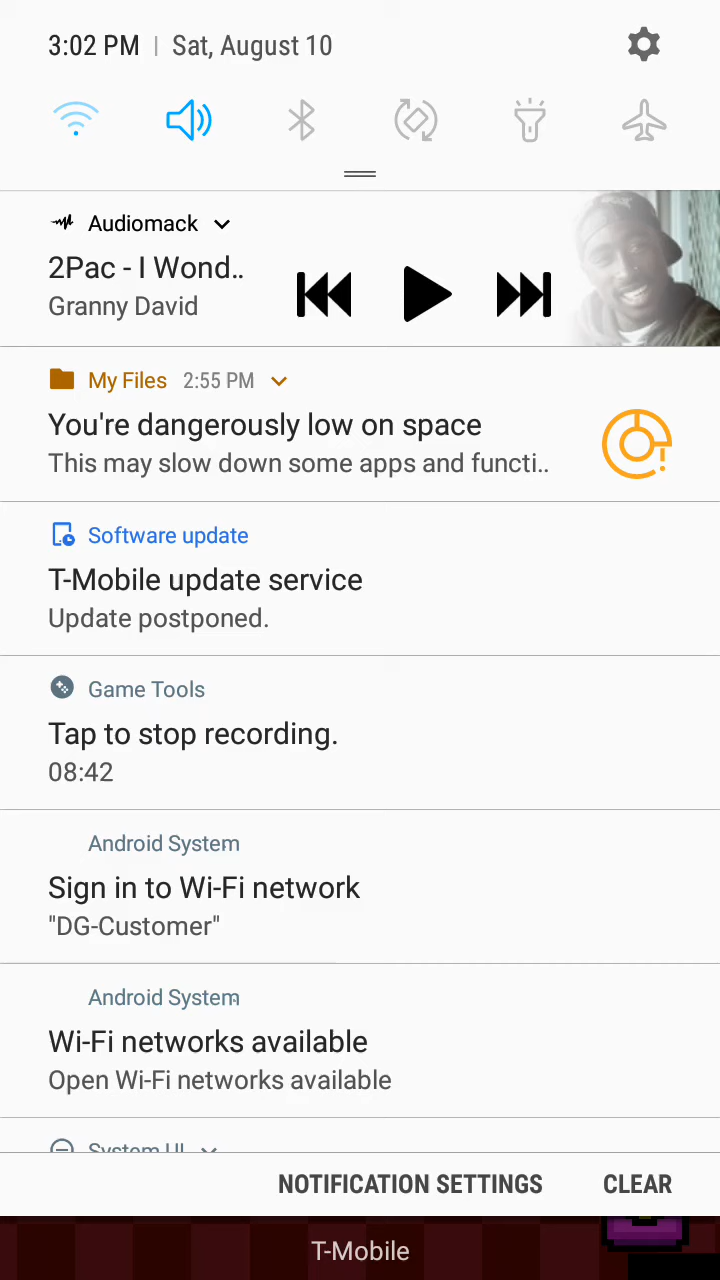 3:02 PM | Sat, August 10
Audiomack
2Pac - I Wond..
Granny David
My Files 2:55 PM
You're dangerously low on space
This may slow down some apps and functi..
Software update
T-Mobile update service
Update postponed.
Game Tools
Tap to stop recording.
08:42
Android System
Sign in to Wi-Fi network
"DG-Customer"
Android System
Wi-Fi networks available
Open Wi-Fi networks available
System UI
NOTIFICATION SETTINGS CLEAR
T-Mobile